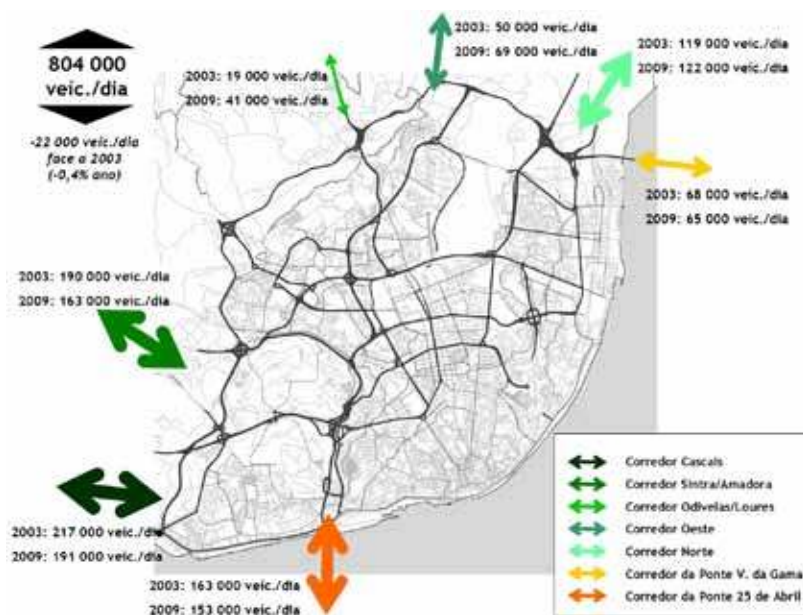 804 000
veic./dia
-22 000 veic./dia
face a 2003
(-0,4% ano)
2003: 19 000 veic./dia
2009: 41 000 veic./dia
2003: 50 000 veic./dia
2009: 69 000 veic./dia
2003: 119 000 veic./dia
2009: 122 000 veic./dia
2003: 68 000 veic./dia
2009: 65 000 veic./dia
2003: 190 000 veic./dia
2009: 163 000 veic./dia
2003: 217 000 veic./dia
2009: 191 000 veic./dia
2003: 163 000 veic./dia
2009: 153 000 veic./dia
Corredor Cascais
Corredor Sintra/Amadora
Corredor Odivelas/Loures
Corredor Oeste
Corredor Norte
Corredor da Ponte V. da Gama
Corredor da Ponte 25 de Abril